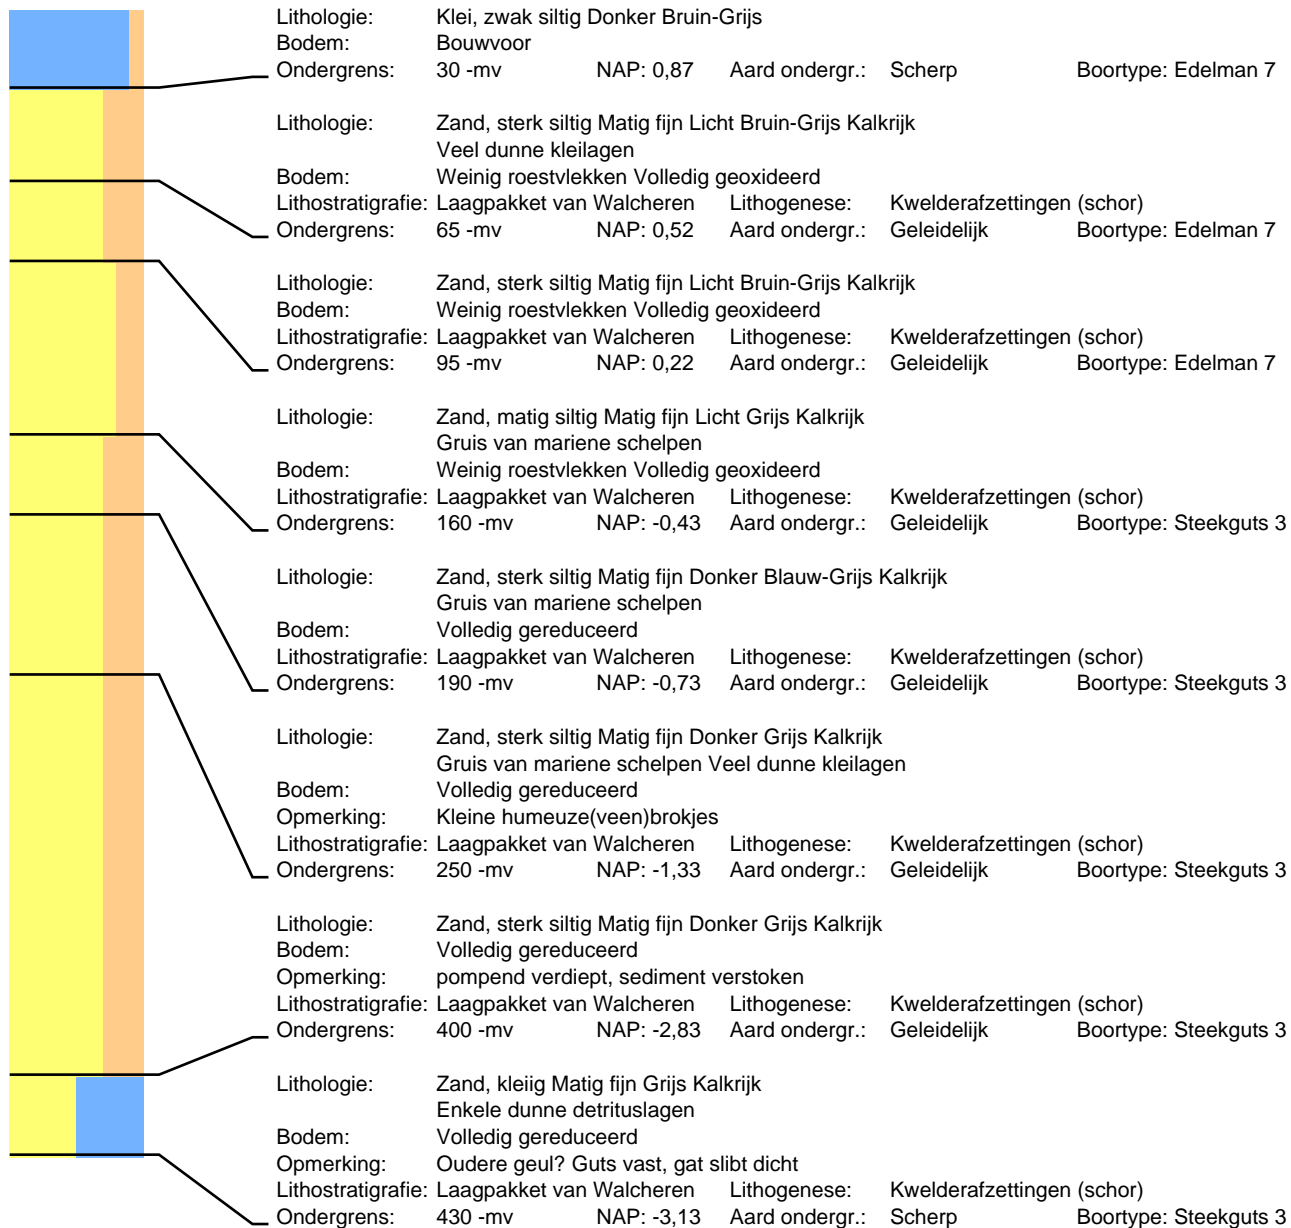 Lithologie: Klei, zwak siltig Donker Bruin-Grijs
Bodem: Bouwvoor
Ondergrens: 30 -mv NAP: 0,87 Aard ondergr.: Scherp Boortype: Edelman 7
Lithologie: Zand, sterk siltig Matig fijn Licht Bruin-Grijs Kalkrijk
Veel dunne kleilagen
Bodem: Weinig roestvlekken Volledig geoxideerd
Lithostratigrafie: Laagpakket van Walcheren Lithogenese: Kwelderafzettingen (schor)
Ondergrens: 65 -mv NAP: 0,52 Aard ondergr.: Geleidelijk Boortype: Edelman 7
Lithologie: Zand, sterk siltig Matig fijn Licht Bruin-Grijs Kalkrijk
Bodem: Weinig roestvlekken Volledig geoxideerd
Lithostratigrafie: Laagpakket van Walcheren Lithogenese: Kwelderafzettingen (schor)
Ondergrens: 95 -mv NAP: 0,22 Aard ondergr.: Geleidelijk Boortype: Edelman 7
Lithologie: Zand, matig siltig Matig fijn Licht Grijs Kalkrijk
Gruis van mariene schelpen
Bodem: Weinig roestvlekken Volledig geoxideerd
Lithostratigrafie: Laagpakket van Walcheren Lithogenese: Kwelderafzettingen (schor)
Ondergrens: 160 -mv NAP: -0,43 Aard ondergr.: Geleidelijk Boortype: Steekguts 3
Lithologie: Zand, sterk siltig Matig fijn Donker Blauw-Grijs Kalkrijk
Gruis van mariene schelpen
Bodem: Volledig gereduceerd
Lithostratigrafie: Laagpakket van Walcheren Lithogenese: Kwelderafzettingen (schor)
Ondergrens: 190 -mv NAP: -0,73 Aard ondergr.: Geleidelijk Boortype: Steekguts 3
Lithologie: Zand, sterk siltig Matig fijn Donker Grijs Kalkrijk
Gruis van mariene schelpen Veel dunne kleilagen
Bodem: Volledig gereduceerd
Opmerking: Kleine humeuze(veen)brokjes
Lithostratigrafie: Laagpakket van Walcheren Lithogenese: Kwelderafzettingen (schor)
Ondergrens: 250 -mv NAP: -1,33 Aard ondergr.: Geleidelijk Boortype: Steekguts 3
Lithologie: Zand, sterk siltig Matig fijn Donker Grijs Kalkrijk
Bodem: Volledig gereduceerd
Opmerking: pompend verdiept, sediment verstoken
Lithostratigrafie: Laagpakket van Walcheren Lithogenese: Kwelderafzettingen (schor)
Ondergrens: 400 -mv NAP: -2,83 Aard ondergr.: Geleidelijk Boortype: Steekguts 3
Lithologie: Zand, kleiig Matig fijn Grijs Kalkrijk
Enkele dunne detrituslagen
Bodem: Volledig gereduceerd
Opmerking: Oudere geul? Guts vast, gat slibt dicht
Lithostratigrafie: Laagpakket van Walcheren Lithogenese: Kwelderafzettingen (schor)
Ondergrens: 430 -mv NAP: -3,13 Aard ondergr.: Scherp Boortype: Steekguts 3